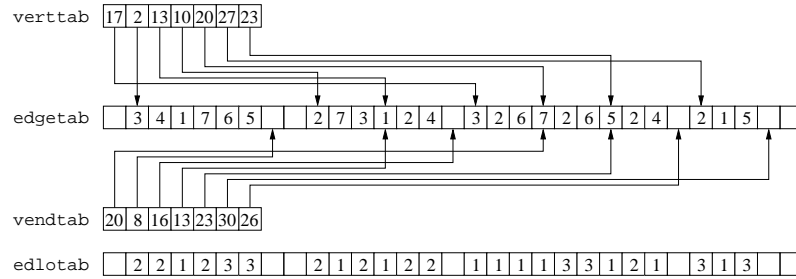 verttab 17 2 13 10 20 27 23
edgetab 3 4 1 7 6 5 2 7 3 1 2 4 3 2 6 7 2 6 5 2 4 2 1 5
vendtab 20 8 16 13 23 30 26
edlotab 2 2 1 2 3 3 2 1 2 1 2 2 1 1 1 1 3 3 1 2 1 3 1 3